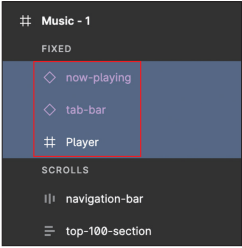 Music - 1
FIXED
now-playing
tab-bar
Player
SCROLLS
navigation-bar
top-100-section